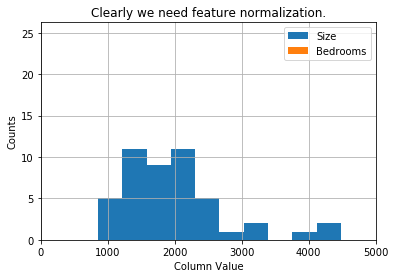 Clearly we need feature normalization.
Size
Bedrooms
25
20
15
10
5
0
Counts
0 1000 2000 3000 4000 5000
Column Value